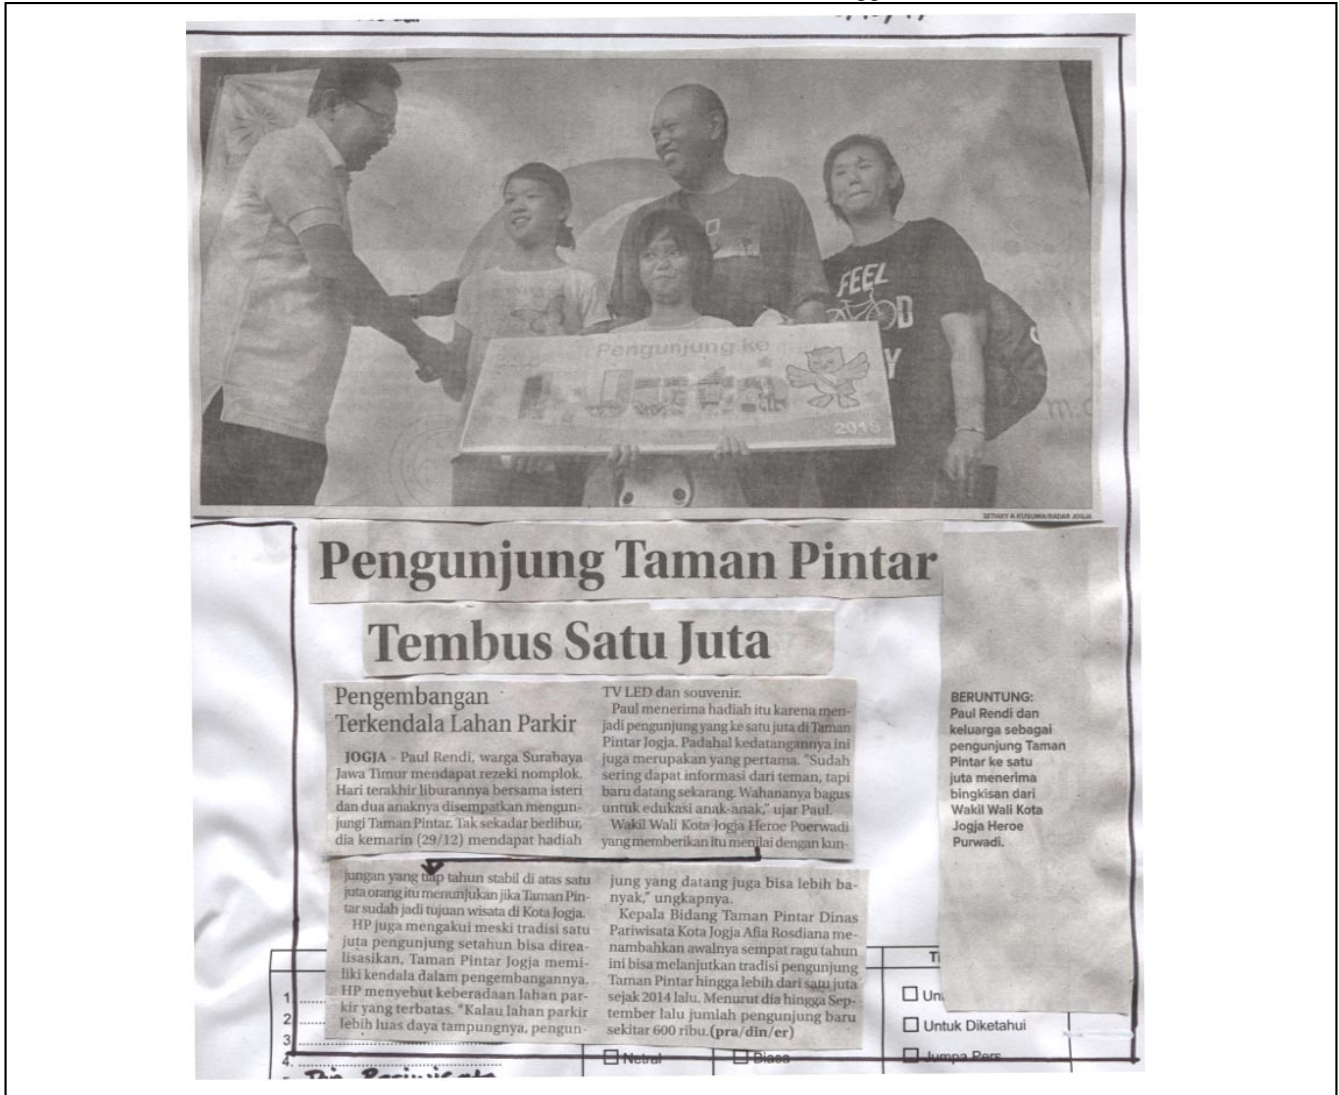 FEEL
Pengunjung ke
1 Juta
2018
SETIAKY A KUSUMA/RADAR JOGJA
Pengunjung Taman Pintar
Tembus Satu Juta
Pengembangan
Terkendala Lahan Parkir
JOGJA - Paul Rendi, warga Surabaya
Jawa Timur mendapat rezeki nomplok.
Hari terakhir liburannya bersama isteri
dan dua anaknya disempatkan mengun-
jungi Taman Pintar. Tak sekadar berlibur,
dia kemarin (29/12) mendapat hadiah
TV LED dan souvenir.
Paul menerima hadiah itu karena men-
jadi pengunjung yang ke satu juta di Taman
Pintar Jogja. Padahal kedatangannya ini
juga merupakan yang pertama. "Sudah
sering dapat informasi dari teman, tapi
baru datang sekarang. Wahananya bagus
untuk edukasi anak-anak," ujar Paul.
Wakil Wali Kota Jogja Heroe Poerwadi
yang memberikan itu menilai dengan kun-
jungan yang tiap tahun stabil di atas satu
juta orang itu menunjukan jika Taman Pin-
tar sudah jadi tujuan wisata di Kota Jogja.
HP juga mengakui meski tradisi satu
juta pengunjung setahun bisa direa-
lisasikan, Taman Pintar Jogja memi-
liki kendala dalam pengembangannya.
HP menyebut keberadaan lahan par-
kir yang terbatas. "Kalau lahan parkir
lebih luas daya tampungnya, pengun-
jung yang datang juga bisa lebih ba-
nyak," ungkapnya.
Kepala Bidang Taman Pintar Dinas
Pariwisata Kota Jogja Afia Rosdiana me-
nambahkan awalnya sempat ragu tahun
ini bisa melanjutkan tradisi pengunjung
Taman Pintar hingga lebih dari satu juta
sejak 2014 lalu. Menurut dia hingga Sep-
tember lalu jumlah pengunjung baru
sekitar 600 ribu.(pra/din/er)
BERUNTUNG:
Paul Rendi dan
keluarga sebagai
pengunjung Taman
Pintar ke satu
juta menerima
bingkisan dari
Wakil Wali Kota
Jogja Heroe
Purwadi.
1.
2
3
4.
Netral
Biasa
Untuk Diketahui
Jumpa Pers